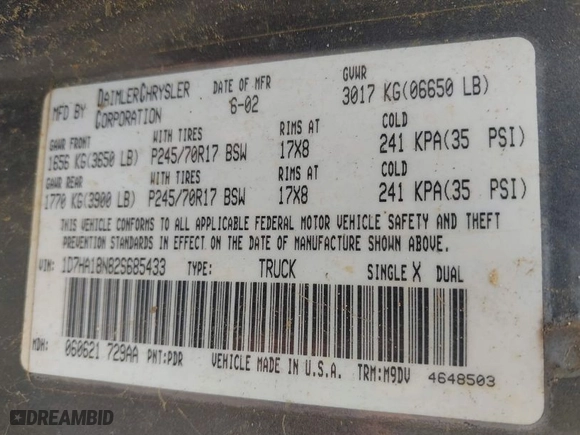 MFD BY DAIMLERCHRYSLER CORPORATION DATE OF MFR 6-02 GVWR 3017 KG(06650 LB)
GAWR FRONT WITH TIRES RIMS AT COLD
1656 KG(3650 LB) P245/70R17 BSW 17X8 241 KPA(35 PSI)
GAWR REAR WITH TIRES RIMS AT COLD
1770 KG(3900 LB) P245/70R17 BSW 17X8 241 KPA(35 PSI)
THIS VEHICLE CONFORMS TO ALL APPLICABLE FEDERAL MOTOR VEHICLE SAFETY AND THEFT
PREVENTION STANDARDS IN EFFECT ON THE DATE OF MANUFACTURE SHOWN ABOVE.
VIN: 1D7HA18N82S685433 TYPE: TRUCK SINGLE X DUAL
MDH: 060621 729AA PNT:PDR VEHICLE MADE IN U.S.A. TRM:M9DV 4648503
DREAMBID